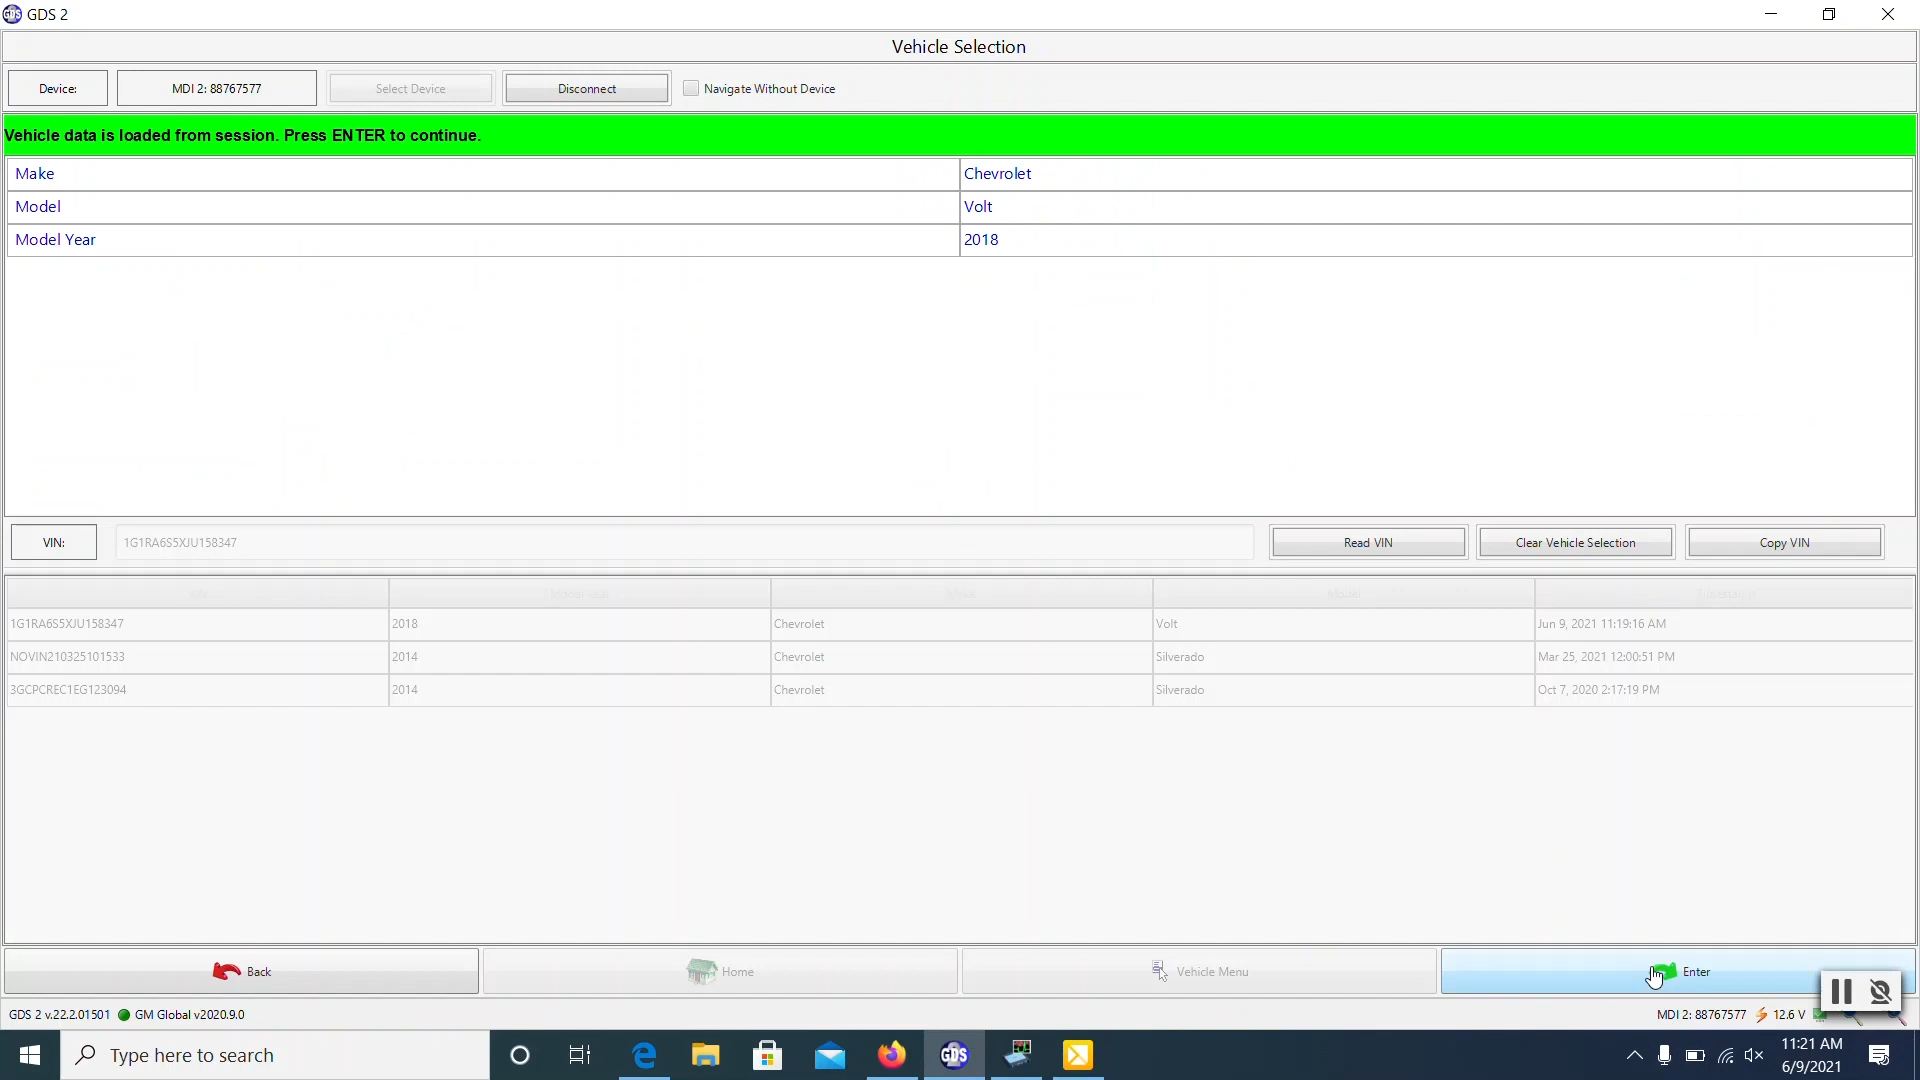 GDS 2
Vehicle Selection
Device:
MDI 2: 88767577
Select Device
Disconnect
Navigate Without Device
Vehicle data is loaded from session. Press ENTER to continue.
Make Chevrolet
Model Volt
Model Year 2018
VIN: 1G1RA6S5XJU158347 Read VIN Clear Vehicle Selection Copy VIN
Model
1G1RA6S5XJU158347 2018 Chevrolet Volt Jun 9, 2021 11:19:16 AM
NOVIN210325101533 2014 Chevrolet Silverado Mar 25, 2021 12:00:51 PM
3GCPCREC1EG123094 2014 Chevrolet Silverado Oct 7, 2020 2:17:19 PM
Back Home Vehicle Menu Enter
GDS 2 v.22.2.01501 GM Global v2020.9.0 MDI 2: 88767577 12.6 V
Type here to search
GDS
11:21 AM
6/9/2021